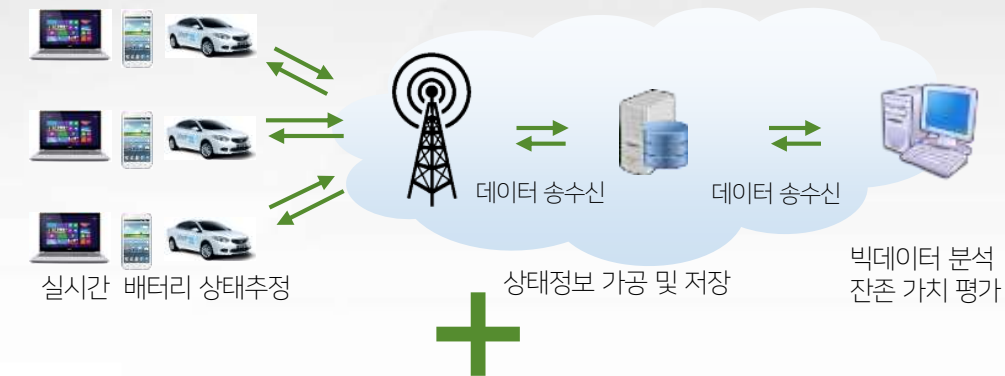 데이터 송수신
데이터 송수신
실시간 배터리 상태추정
상태정보 가공 및 저장
빅데이터 분석
잔존 가치 평가